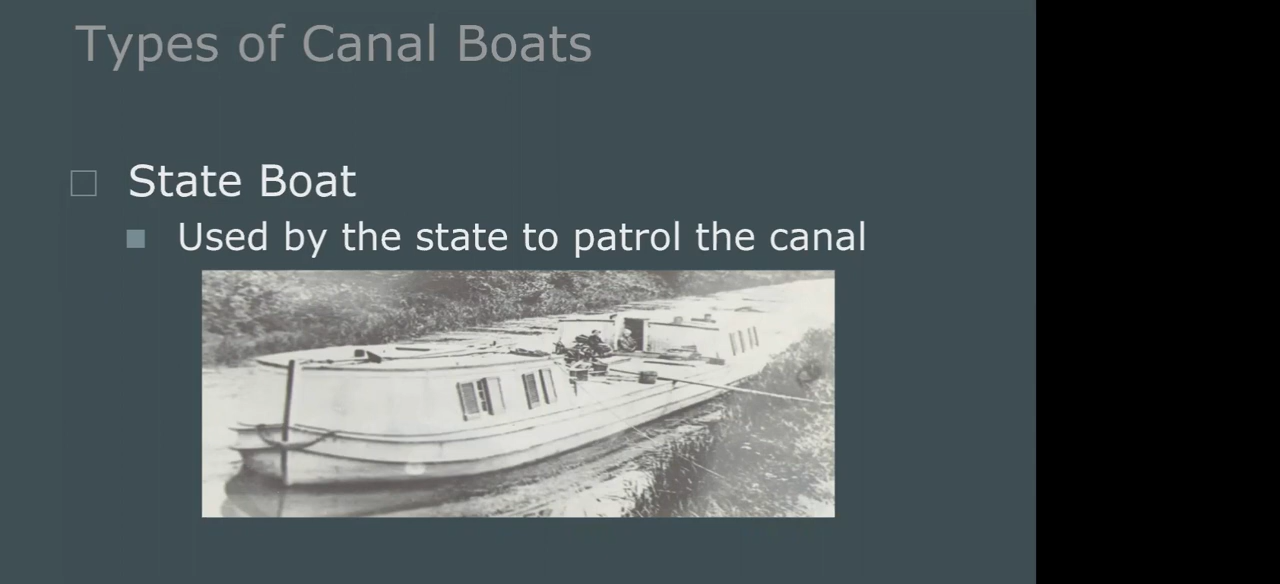 Types of Canal Boats
State Boat
Used by the state to patrol the canal